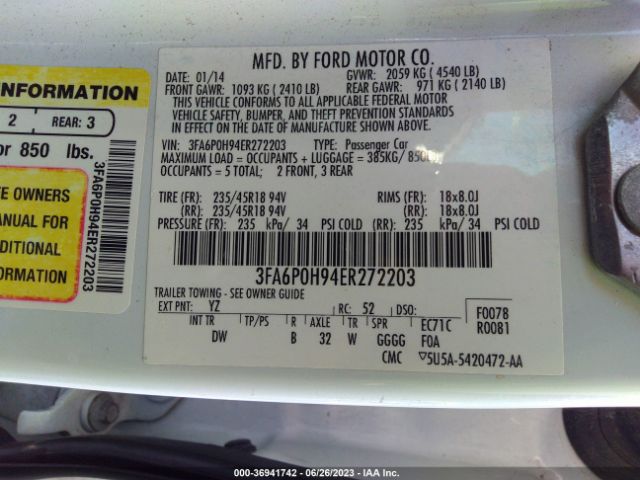 MFD. BY FORD MOTOR CO.
DATE: 01/14 GVWR: 2059 KG ( 4540 LB)
FRONT GAWR: 1093 KG ( 2410 LB) REAR GAWR: 971 KG ( 2140 LB)
THIS VEHICLE CONFORMS TO ALL APPLICABLE FEDERAL MOTOR
VEHICLE SAFETY, BUMPER, AND THEFT PREVENTION STANDARDS
IN EFFECT ON THE DATE OF MANUFACTURE SHOWN ABOVE.
VIN: 3FA6P0H94ER272203 TYPE: Passenger Car
MAXIMUM LOAD = OCCUPANTS + LUGGAGE = 385KG/ 850LB
OCCUPANTS = 5 TOTAL; 2 FRONT, 3 REAR
TIRE (FR): 235/45R18 94V RIMS (FR): 18x8.0J
(RR): 235/45R18 94V (RR): 18x8.0J
PRESSURE (FR): 235 kPa/ 34 PSI COLD (RR): 235 kPa/ 34 PSI COLD
3FA6P0H94ER272203
TRAILER TOWING - SEE OWNER GUIDE
EXT PNT: YZ RC: 52 DSO: F0078
R0081
INT TR TP/PS R AXLE TR SPR EC71C
DW B 32 W GGGG F0A
CMC ▽5U5A-5420472-AA
INFORMATION
2 REAR: 3
or 850 lbs.
OWNERS
MANUAL FOR
DITIONAL
INFORMATION
3FA6P0H94ER272203
000-36941742 - 06/26/2023 - IAA Inc.